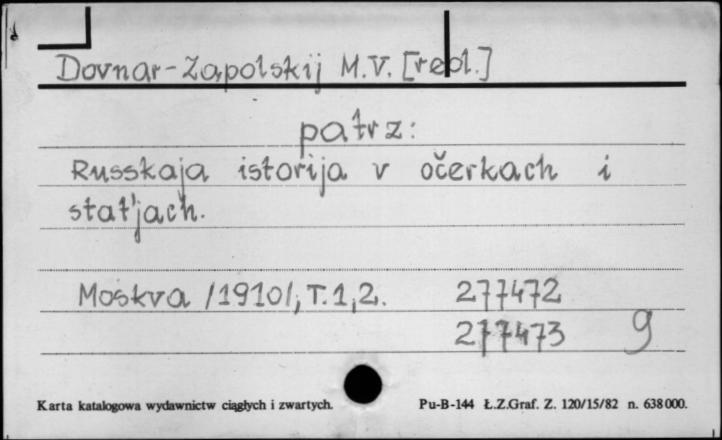 Dovnar-Zapolskij M.V. [red.]
patrz:
Russkaja istorija v očerkach i
stat'jach.
Moskva /1910/, T.1,2. 277472
277473 9
Karta katalogowa wydawnictw ciągłych i zwartych. Pu-B-144 Ł.Z.Graf. Z. 120/15/82 n. 638000.